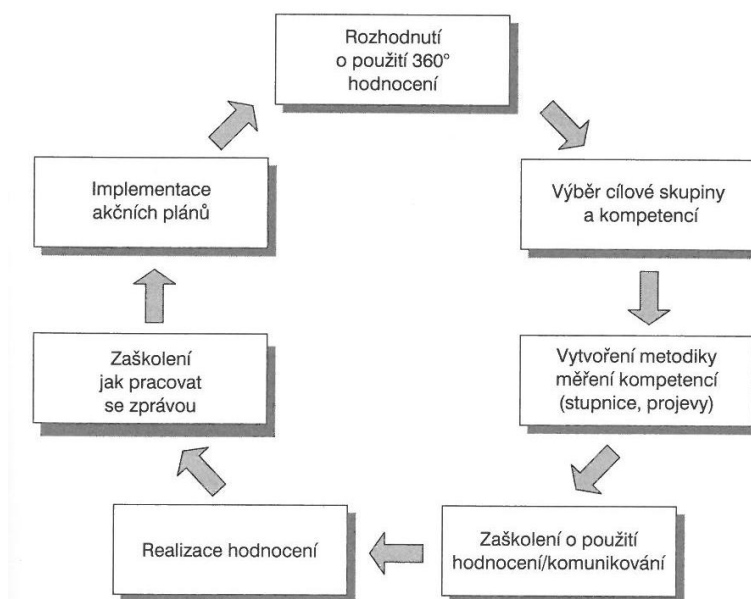 Rozhodnutí
o použití 360°
hodnocení
Výběr cílové skupiny
a kompetencí
Vytvoření metodiky
měření kompetencí
(stupnice, projevy)
Zaškolení o použití
hodnocení/komunikování
Realizace hodnocení
Zaškolení
jak pracovat
se zprávou
Implementace
akčních plánů